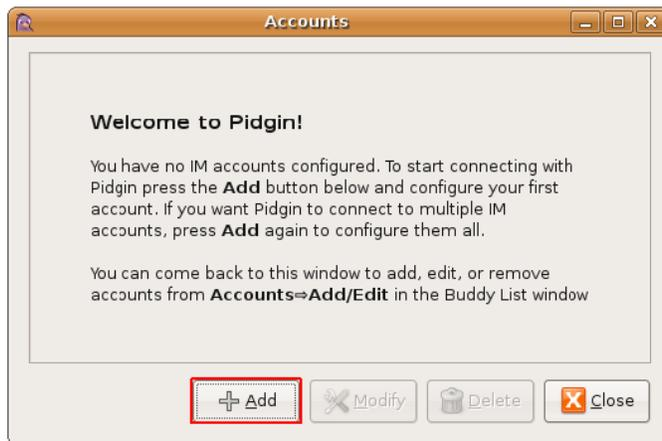 Accounts
Welcome to Pidgin!
You have no IM accounts configured. To start connecting with
Pidgin press the Add button below and configure your first
account. If you want Pidgin to connect to multiple IM
accounts, press Add again to configure them all.
You can come back to this window to add, edit, or remove
accounts from Accounts⇨Add/Edit in the Buddy List window
Add Modify Delete Close